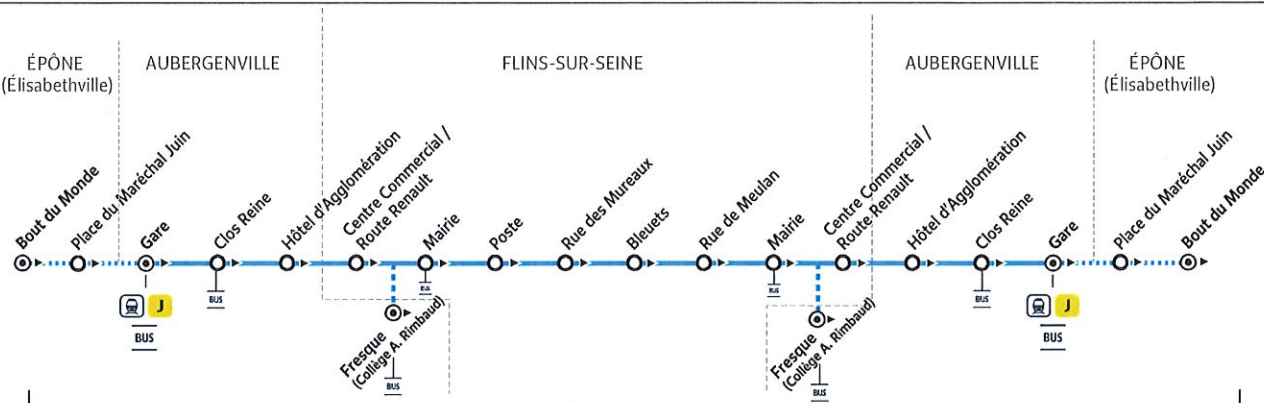 ÉPÔNE
(Élisabethville)
AUBERGENVILLE
FLINS-SUR-SEINE
AUBERGENVILLE
ÉPÔNE
(Élisabethville)
Bout du Monde
Place du Maréchal Juin
Gare
Clos Reine
Hôtel d'Agglomération
Centre Commercial /
Route Renault
Mairie
Poste
Rue des Mureaux
Bleuets
Rue de Meulan
Mairie
Centre Commercial /
Route Renault
Hôtel d'Agglomération
Clos Reine
Gare
Place du Maréchal Juin
Bout du Monde
J
BUS
BUS
BUS
Fresque
(Collège A. Rimbaud)
BUS
BUS
Fresque
(Collège A. Rimbaud)
BUS
BUS
J
BUS